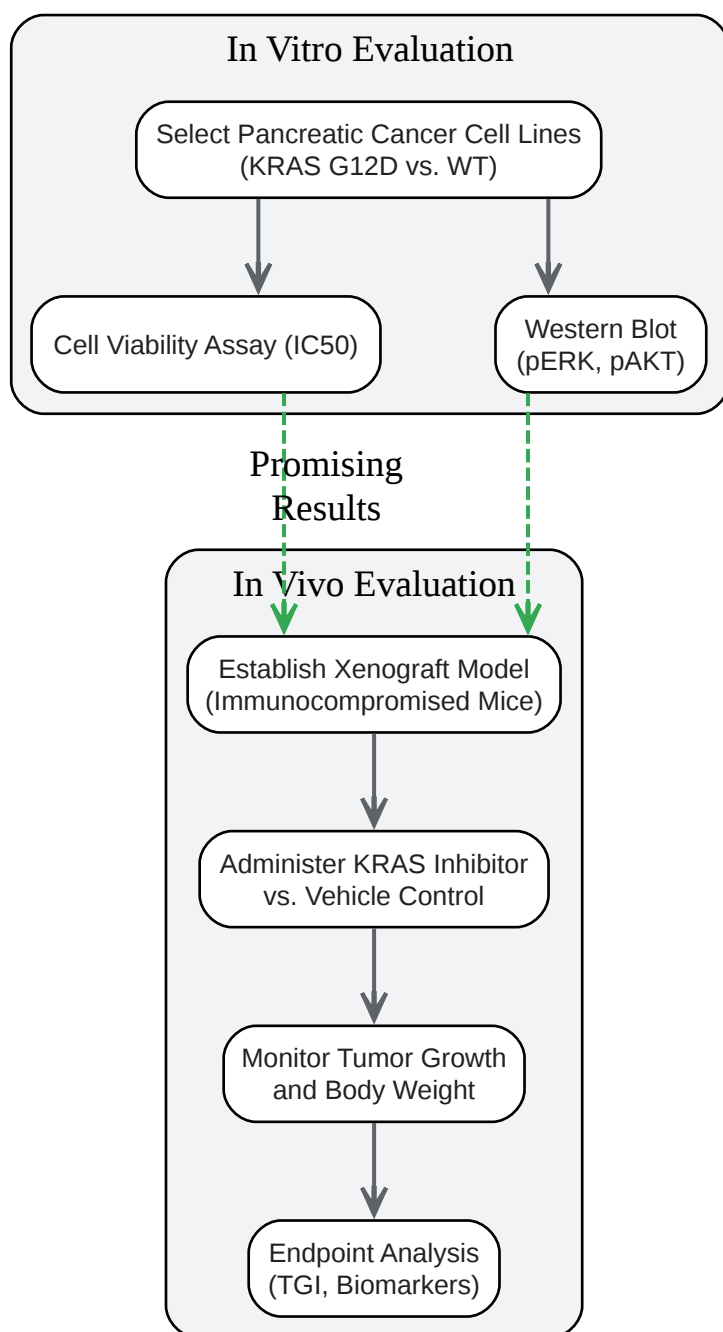 In Vitro Evaluation
Select Pancreatic Cancer Cell Lines
(KRAS G12D vs. WT)
Cell Viability Assay (IC50)
Western Blot
(pERK, pAKT)
Promising
Results
In Vivo Evaluation
Establish Xenograft Model
(Immunocompromised Mice)
Administer KRAS Inhibitor
vs. Vehicle Control
Monitor Tumor Growth
and Body Weight
Endpoint Analysis
(TGI, Biomarkers)